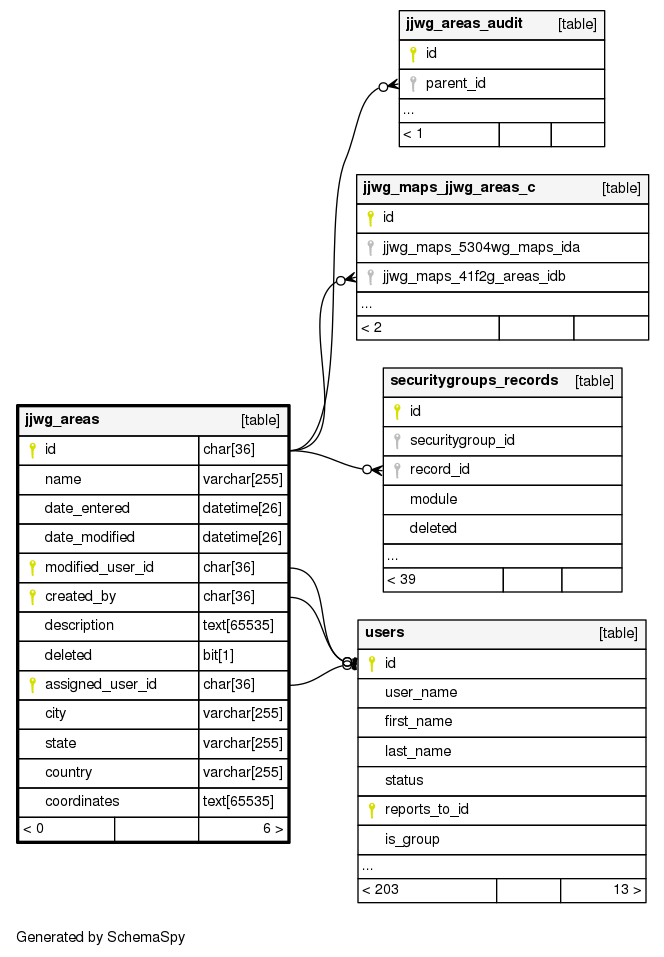 jjwg_areas_audit [table]
id
parent_id
...
< 1
jjwg_maps_jjwg_areas_c [table]
id
jjwg_maps_5304wg_maps_ida
jjwg_maps_41f2g_areas_idb
...
< 2
securitygroups_records [table]
id
securitygroup_id
record_id
module
deleted
...
< 39
jjwg_areas [table]
id char[36]
name varchar[255]
date_entered datetime[26]
date_modified datetime[26]
modified_user_id char[36]
created_by char[36]
description text[65535]
deleted bit[1]
assigned_user_id char[36]
city varchar[255]
state varchar[255]
country varchar[255]
coordinates text[65535]
< 0 6 >
users [table]
id
user_name
first_name
last_name
status
reports_to_id
is_group
...
< 203 13 >
Generated by SchemaSpy